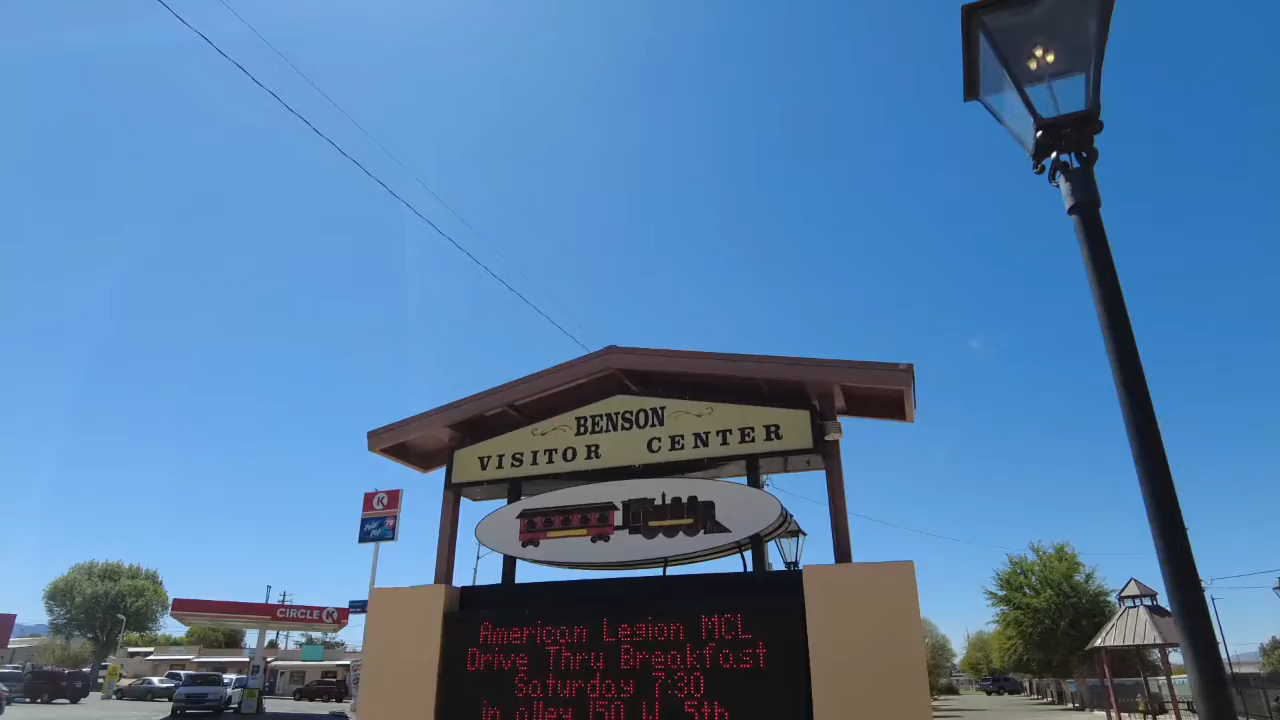 BENSON
VISITOR CENTER
K
CIRCLE K
American Legion MCL
Drive Thru Breakfast
Saturday 7:30
in alley 150 W. 5th